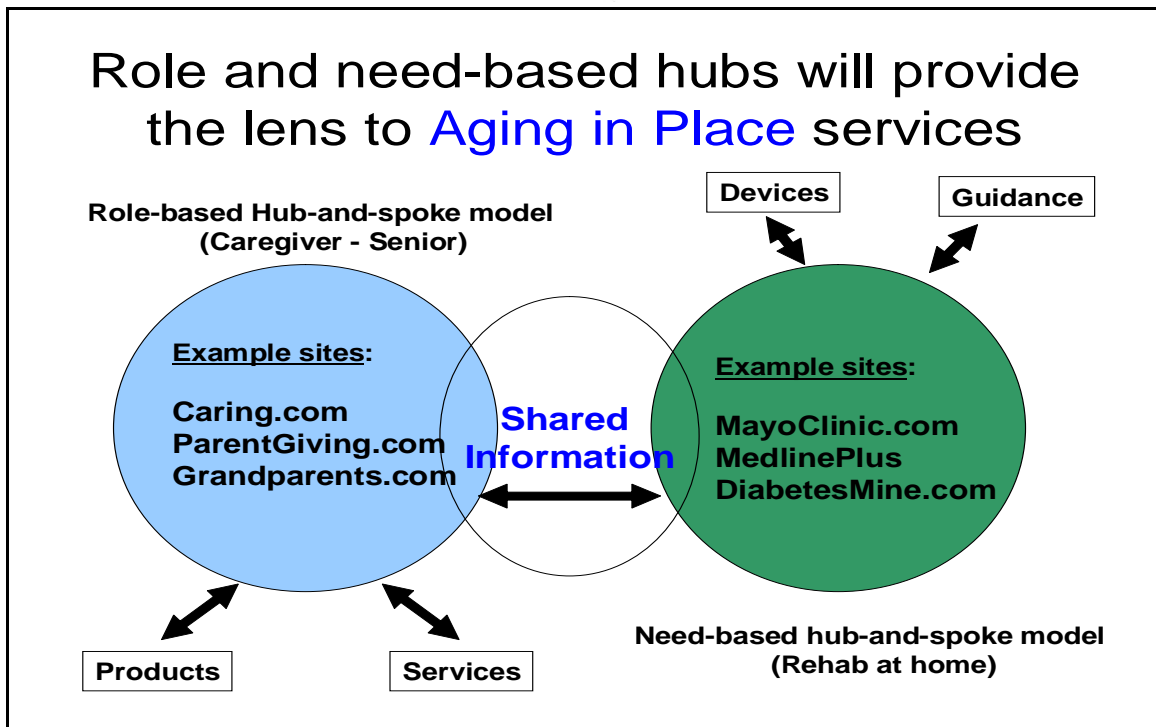 Role and need-based hubs will provide
the lens to Aging in Place services
Role-based Hub-and-spoke model
(Caregiver - Senior)
Devices
Guidance
Example sites:
Caring.com
ParentGiving.com
Grandparents.com
Shared
Information
Example sites:
MayoClinic.com
MedlinePlus
DiabetesMine.com
Products
Services
Need-based hub-and-spoke model
(Rehab at home)